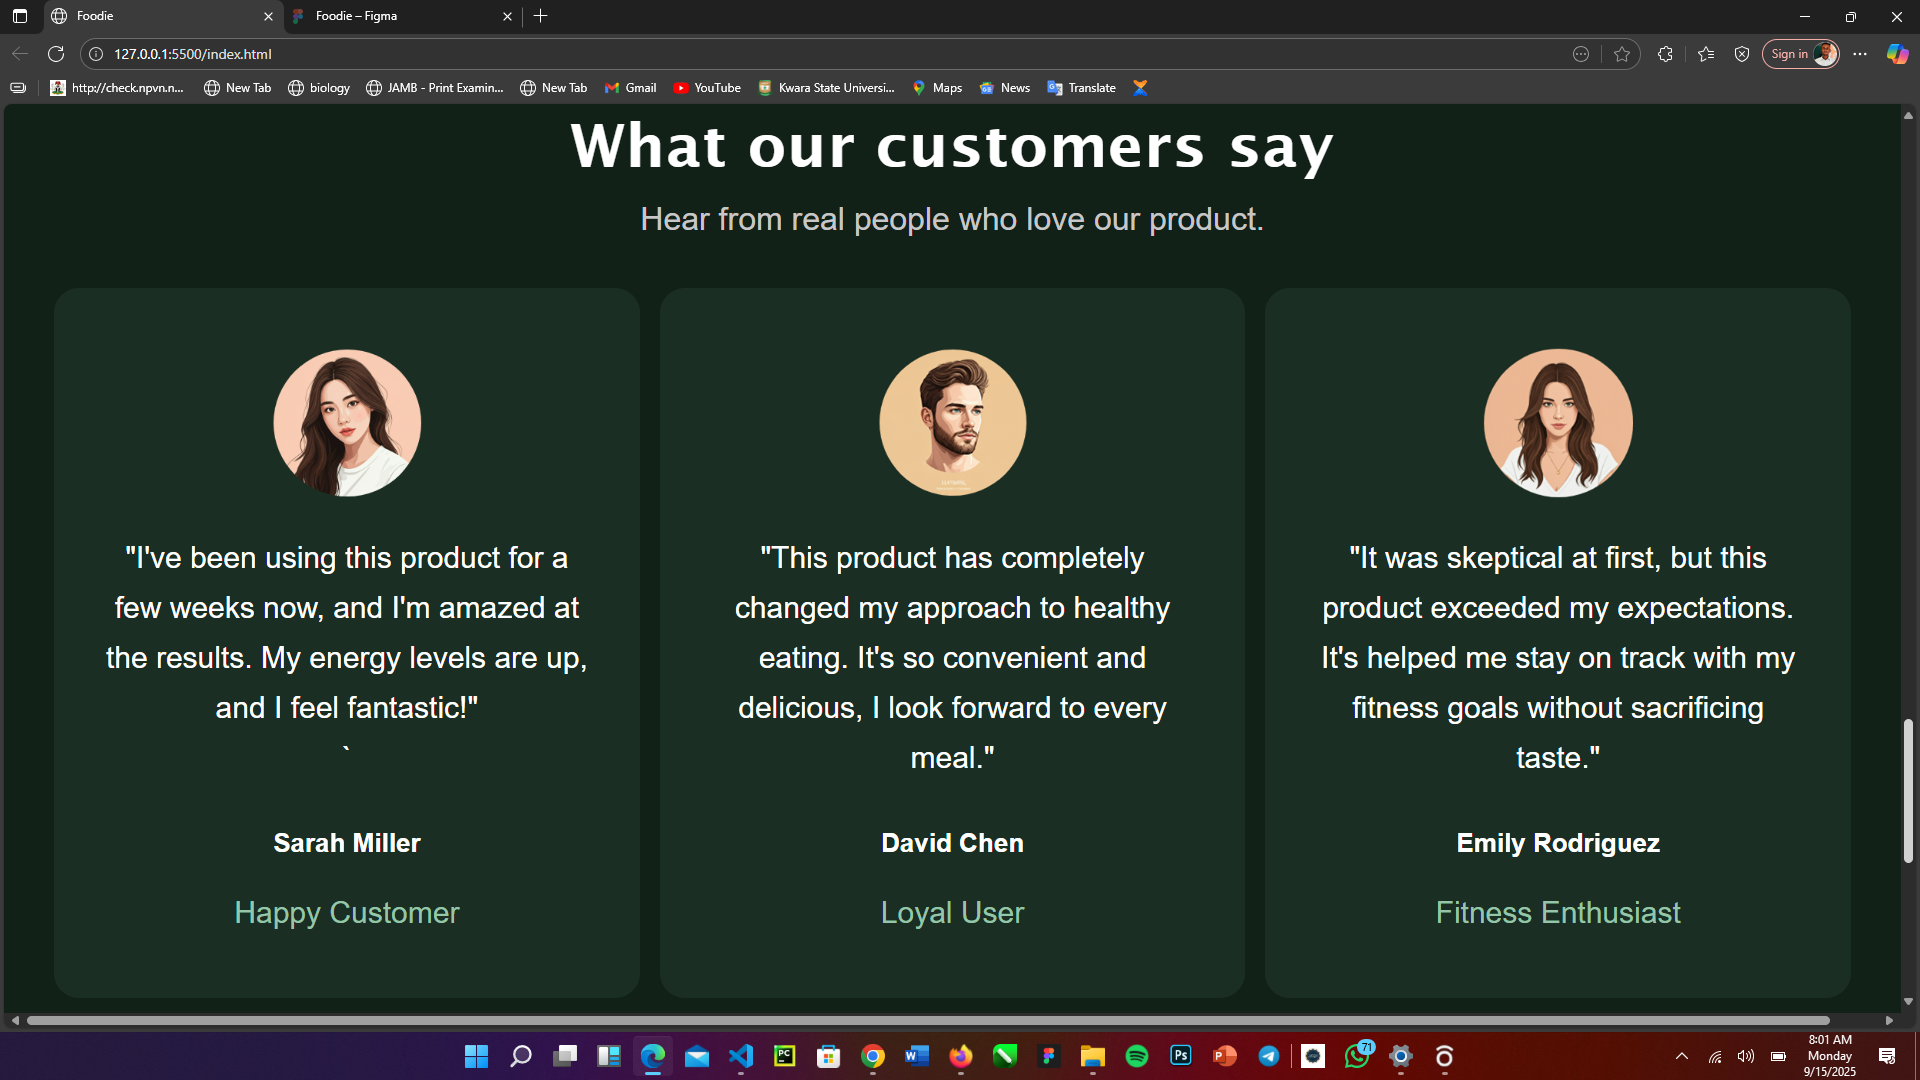 Foodie
Foodie – Figma
127.0.0.1:5500/index.html
Sign in
http://check.npvn.n...
New Tab
biology
JAMB - Print Examin...
New Tab
Gmail
YouTube
Kwara State Universi...
Maps
News
Translate
What our customers say
Hear from real people who love our product.
"I've been using this product for a
few weeks now, and I'm amazed at
the results. My energy levels are up,
and I feel fantastic!"
`
Sarah Miller
Happy Customer
"This product has completely
changed my approach to healthy
eating. It's so convenient and
delicious, I look forward to every
meal."
David Chen
Loyal User
"It was skeptical at first, but this
product exceeded my expectations.
It's helped me stay on track with my
fitness goals without sacrificing
taste."
Emily Rodriguez
Fitness Enthusiast
PC
W
Ps
P
71
8:01 AM
Monday
9/15/2025